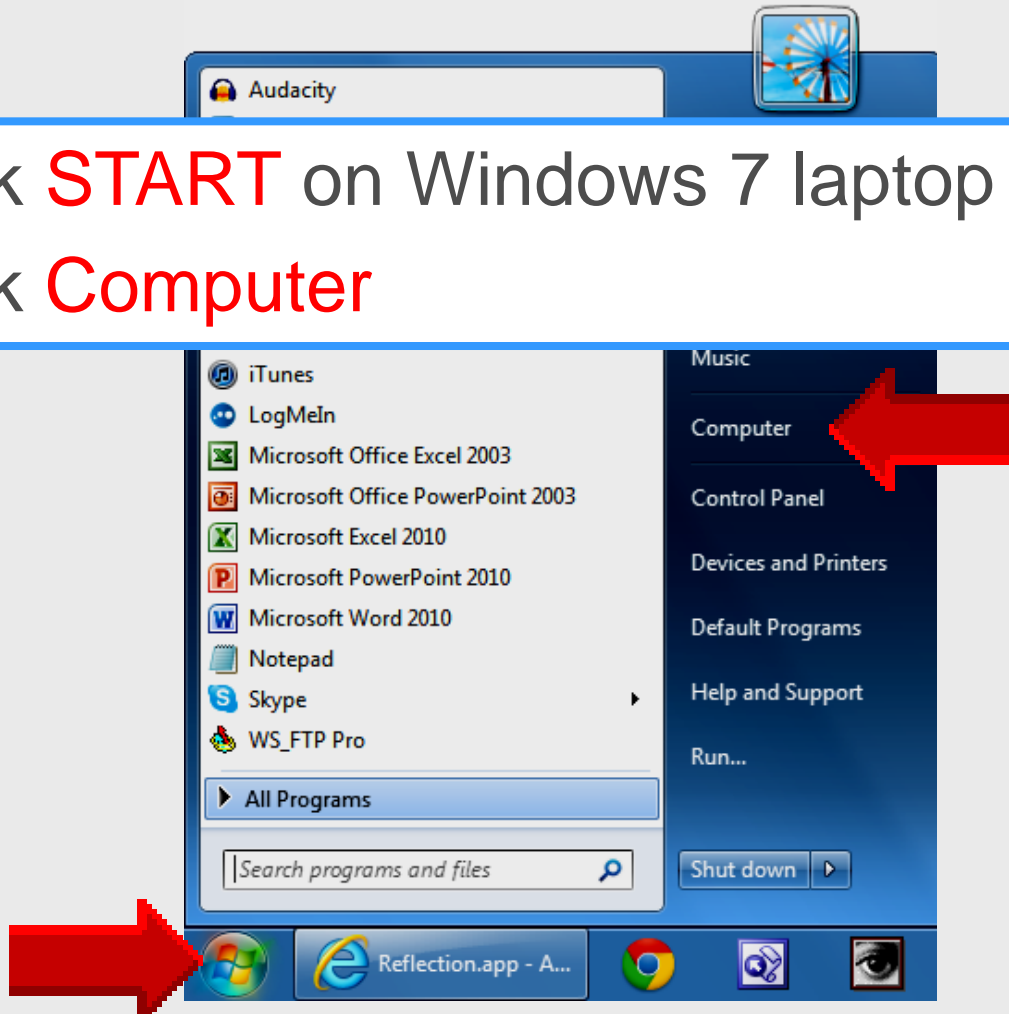 Audacity
k START on Windows 7 laptop
k Computer
Music
iTunes
LogMeIn
Computer
Microsoft Office Excel 2003
Microsoft Office PowerPoint 2003
Control Panel
Microsoft Excel 2010
Devices and Printers
Microsoft PowerPoint 2010
Microsoft Word 2010
Default Programs
Notepad
Skype
Help and Support
WS_FTP Pro
Run...
All Programs
Search programs and files
Shut down
Reflection.app - A...